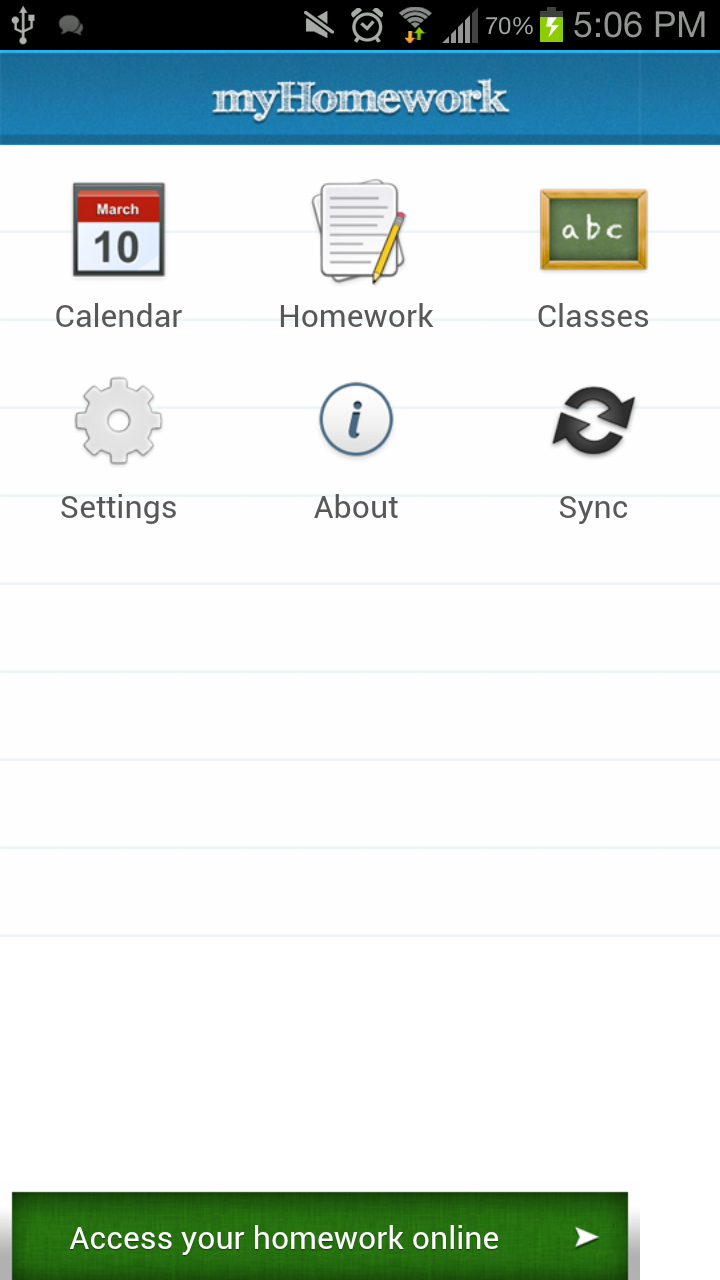 70% 5:06 PM
myHomework
March
10
abc
Calendar Homework Classes
i
Settings About Sync
Access your homework online